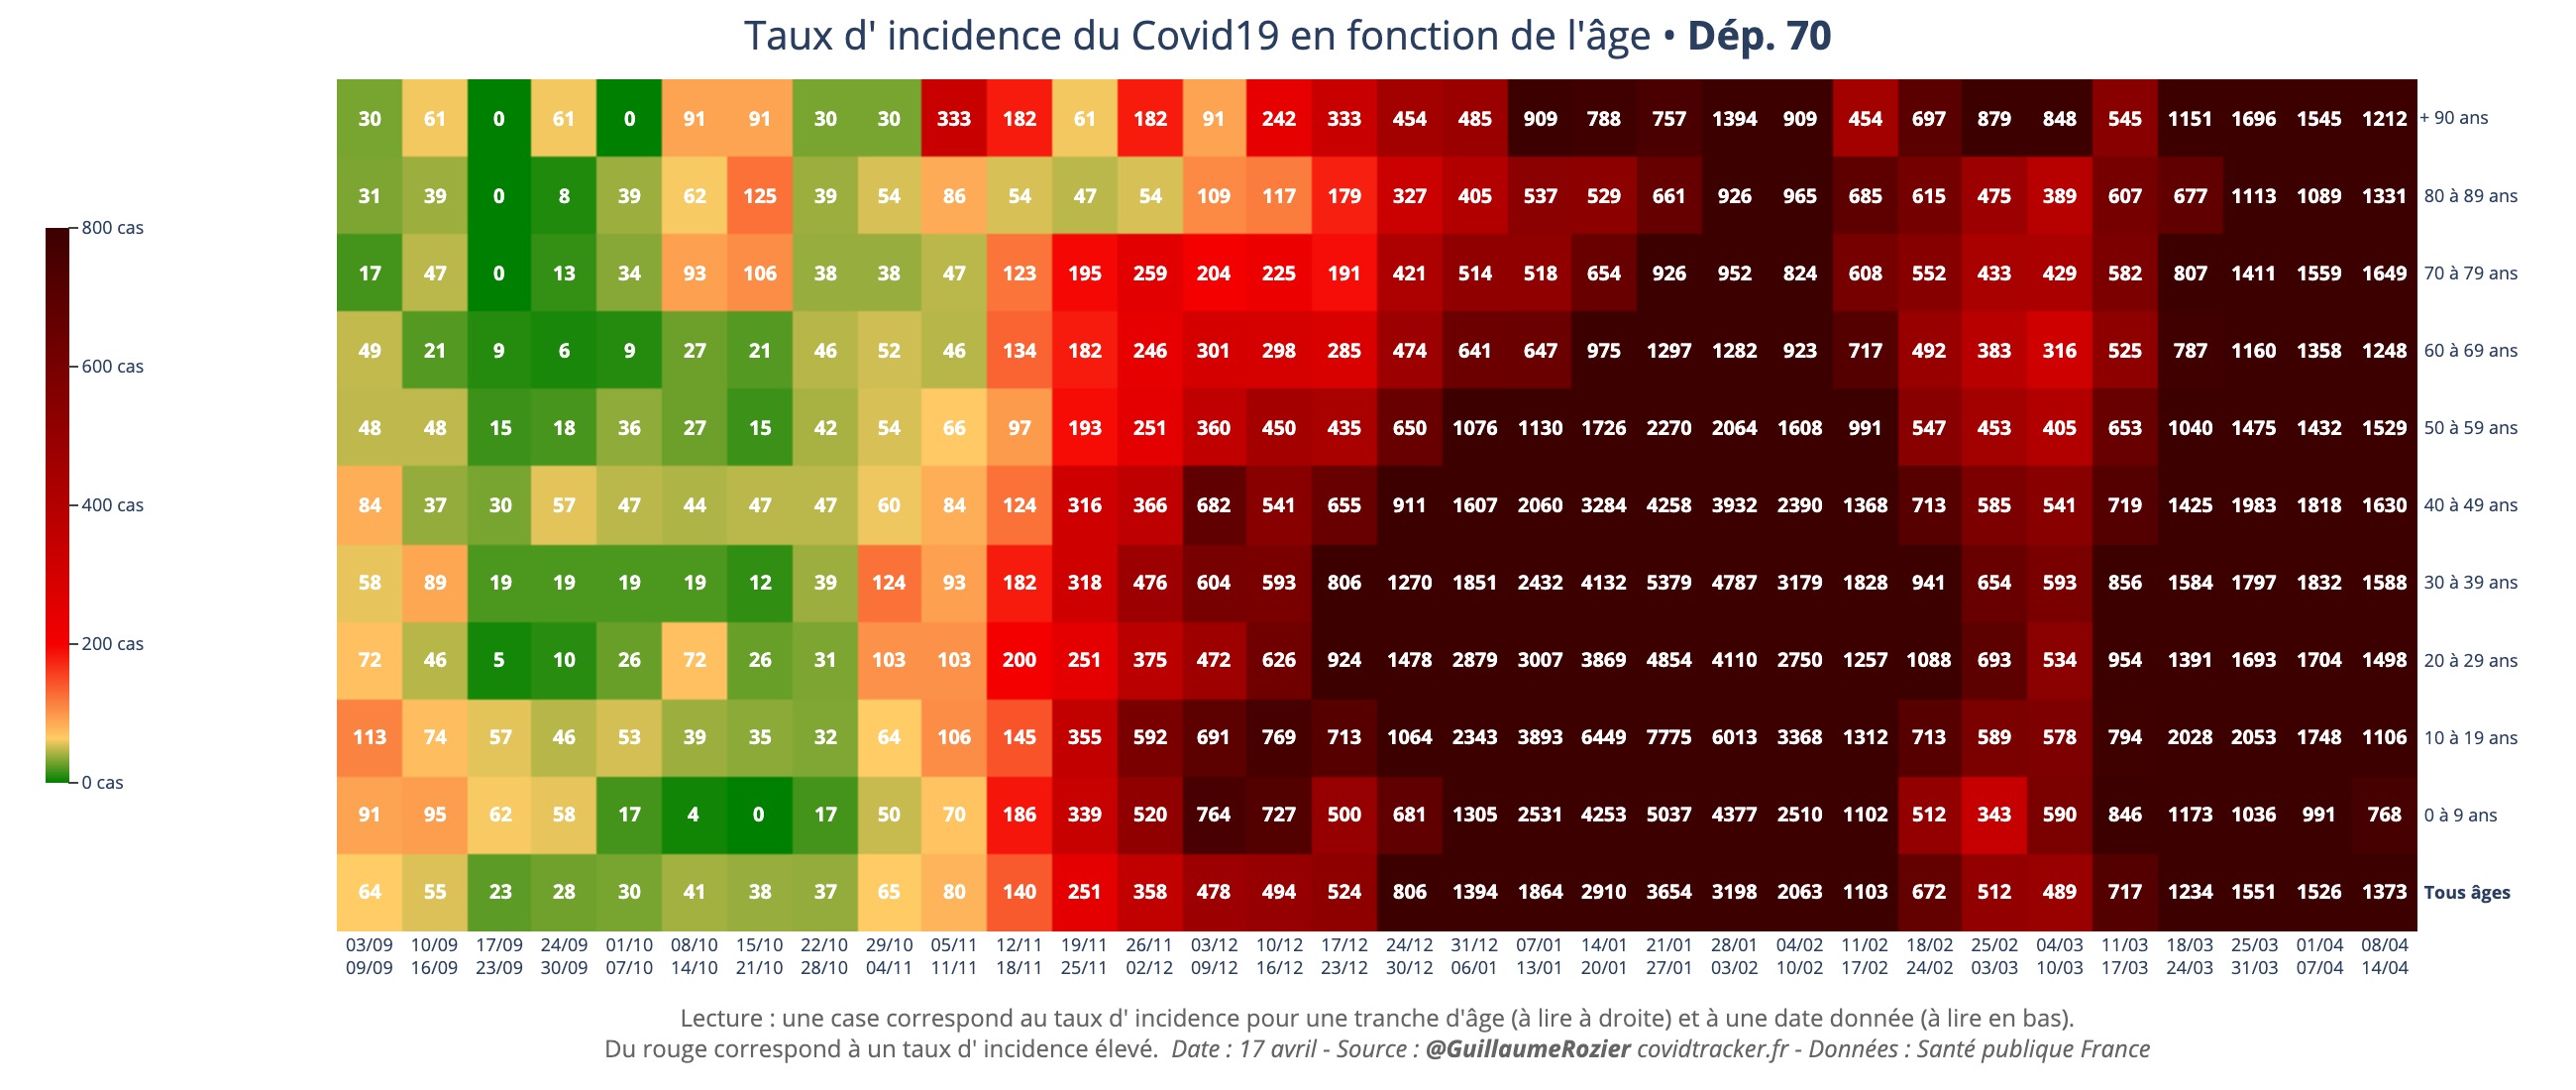 Taux d' incidence du Covid19 en fonction de l'âge • Dép. 70
30 61 0 61 0 91 91 30 30 333 182 61 182 91 242 333 454 485 909 788 757 1394 909 454 697 879 848 545 1151 1696 1545 1212 + 90 ans
31 39 0 8 39 62 125 39 54 86 54 47 54 109 117 179 327 405 537 529 661 926 965 685 615 475 389 607 677 1113 1089 1331 80 à 89 ans
800 cas
17 47 0 13 34 93 106 38 38 47 123 195 259 204 225 191 421 514 518 654 926 952 824 608 552 433 429 582 807 1411 1559 1649 70 à 79 ans
49 21 9 6 9 27 21 46 52 46 134 182 246 301 298 285 474 641 647 975 1297 1282 923 717 492 383 316 525 787 1160 1358 1248 60 à 69 ans
600 cas
48 48 15 18 36 27 15 42 54 66 97 193 251 360 450 435 650 1076 1130 1726 2270 2064 1608 991 547 453 405 653 1040 1475 1432 1529 50 à 59 ans
400 cas
84 37 30 57 47 44 47 47 60 84 124 316 366 682 541 655 911 1607 2060 3284 4258 3932 2390 1368 713 585 541 719 1425 1983 1818 1630 40 à 49 ans
58 89 19 19 19 19 12 39 124 93 182 318 476 604 593 806 1270 1851 2432 4132 5379 4787 3179 1828 941 654 593 856 1584 1797 1832 1588 30 à 39 ans
200 cas
72 46 5 10 26 72 26 31 103 103 200 251 375 472 626 924 1478 2879 3007 3869 4854 4110 2750 1257 1088 693 534 954 1391 1693 1704 1498 20 à 29 ans
113 74 57 46 53 39 35 32 64 106 145 355 592 691 769 713 1064 2343 3893 6449 7775 6013 3368 1312 713 589 578 794 2028 2053 1748 1106 10 à 19 ans
0 cas
91 95 62 58 17 4 0 17 50 70 186 339 520 764 727 500 681 1305 2531 4253 5037 4377 2510 1102 512 343 590 846 1173 1036 991 768 0 à 9 ans
64 55 23 28 30 41 38 37 65 80 140 251 358 478 494 524 806 1394 1864 2910 3654 3198 2063 1103 672 512 489 717 1234 1551 1526 1373 Tous âges
03/09 10/09 17/09 24/09 01/10 08/10 15/10 22/10 29/10 05/11 12/11 19/11 26/11 03/12 10/12 17/12 24/12 31/12 07/01 14/01 21/01 28/01 04/02 11/02 18/02 25/02 04/03 11/03 18/03 25/03 01/04 08/04
09/09 16/09 23/09 30/09 07/10 14/10 21/10 28/10 04/11 11/11 18/11 25/11 02/12 09/12 16/12 23/12 30/12 06/01 13/01 20/01 27/01 03/02 10/02 17/02 24/02 03/03 10/03 17/03 24/03 31/03 07/04 14/04
Lecture : une case correspond au taux d' incidence pour une tranche d'âge (à lire à droite) et à une date donnée (à lire en bas).
Du rouge correspond à un taux d' incidence élevé. Date : 17 avril - Source : @GuillaumeRozier covidtracker.fr - Données : Santé publique France